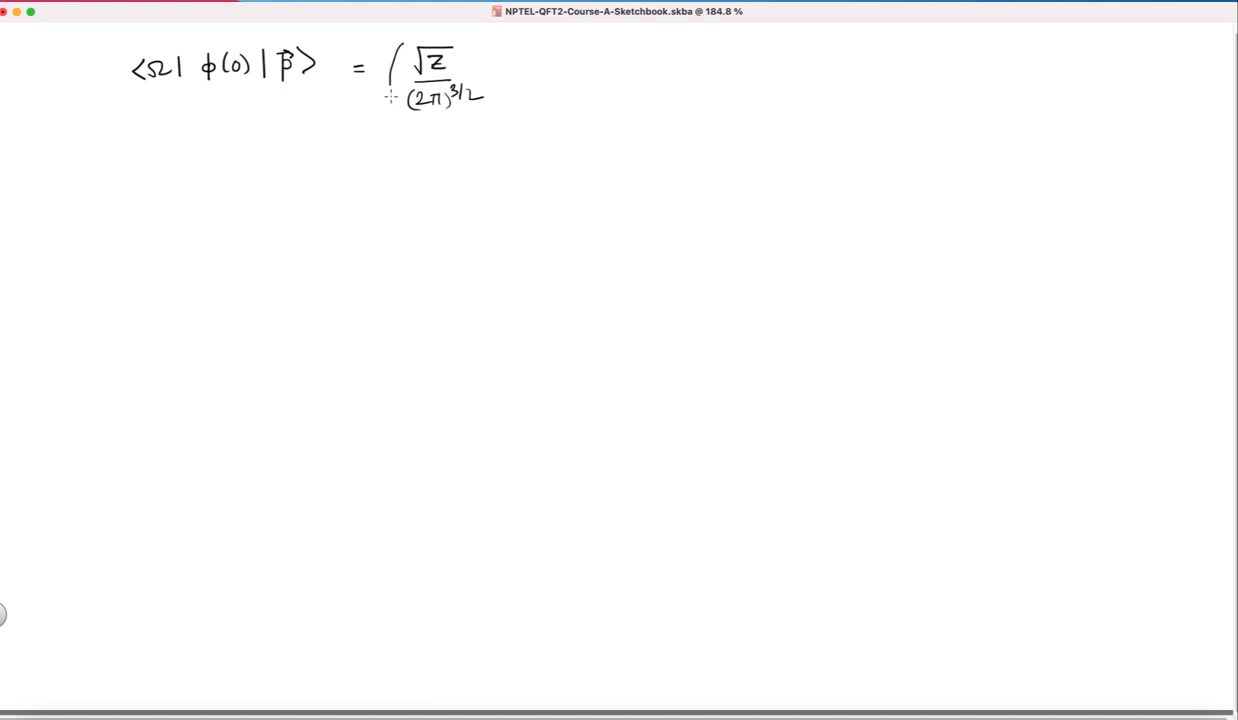 NPTEL-QFT2-Course-A-Sketchbook.skba @ 184.8 %
<Ω| φ(0) | p⃗ > = ( √Z / (2π)^3/2